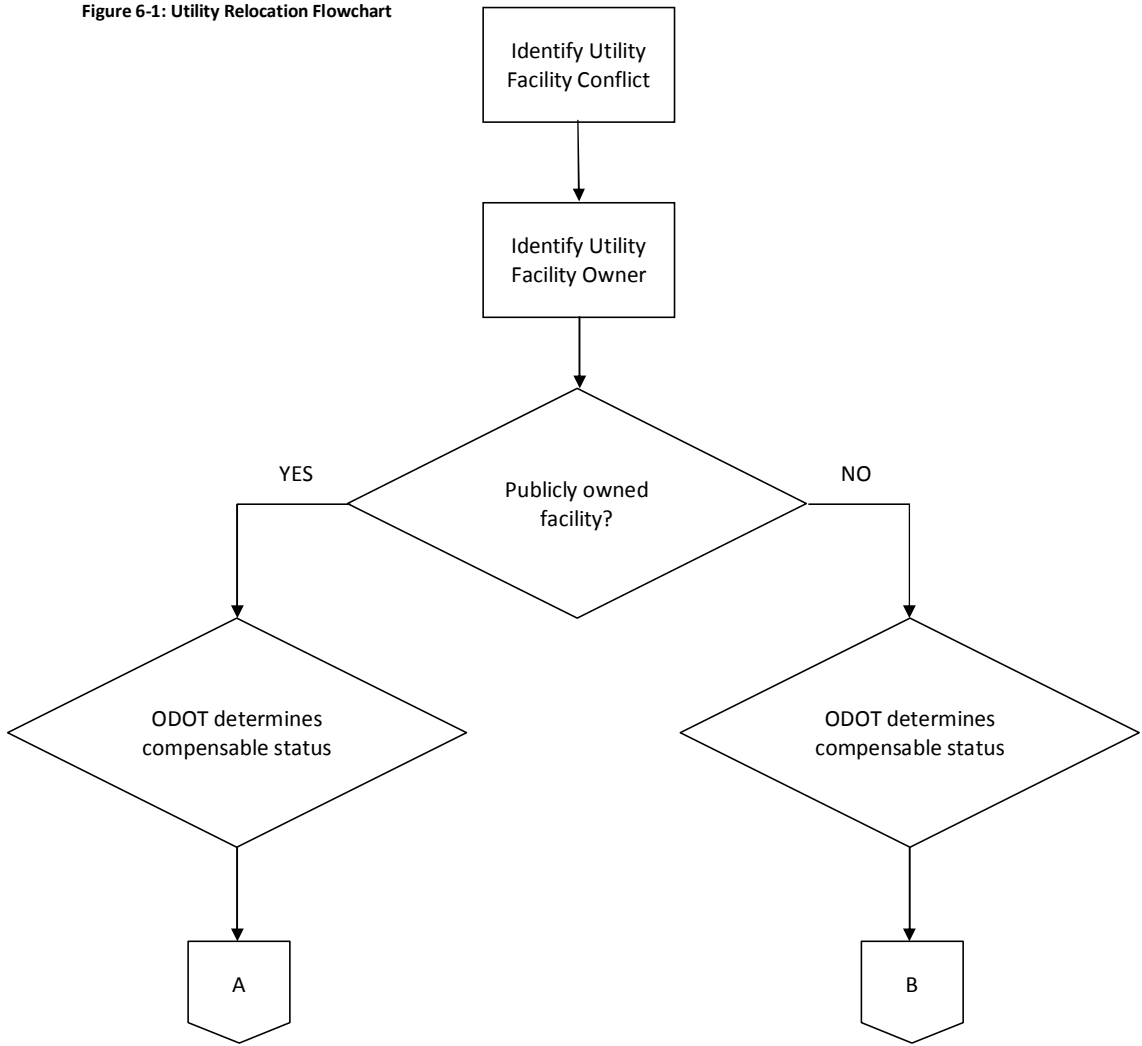 Figure 6-1: Utility Relocation Flowchart
Identify Utility
Facility Conflict
Identify Utility
Facility Owner
YES
NO
Publicly owned
facility?
ODOT determines
compensable status
ODOT determines
compensable status
A
B